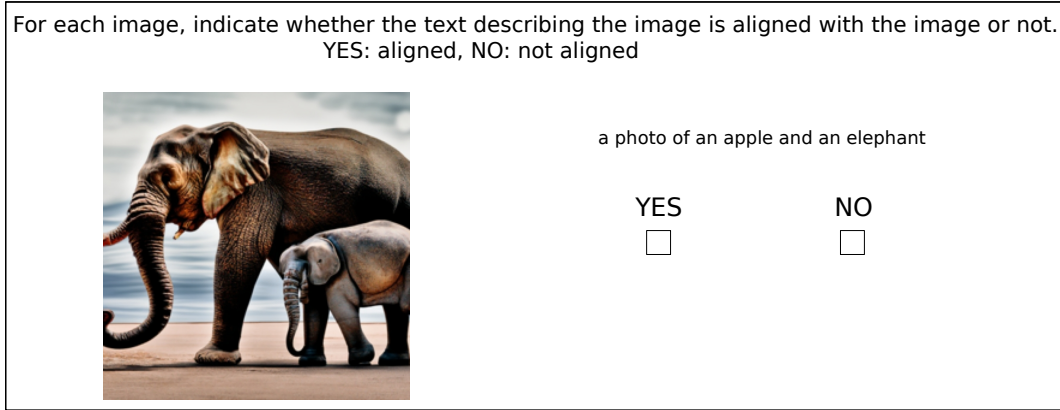 For each image, indicate whether the text describing the image is aligned with the image or not.
YES: aligned, NO: not aligned
a photo of an apple and an elephant
YES NO